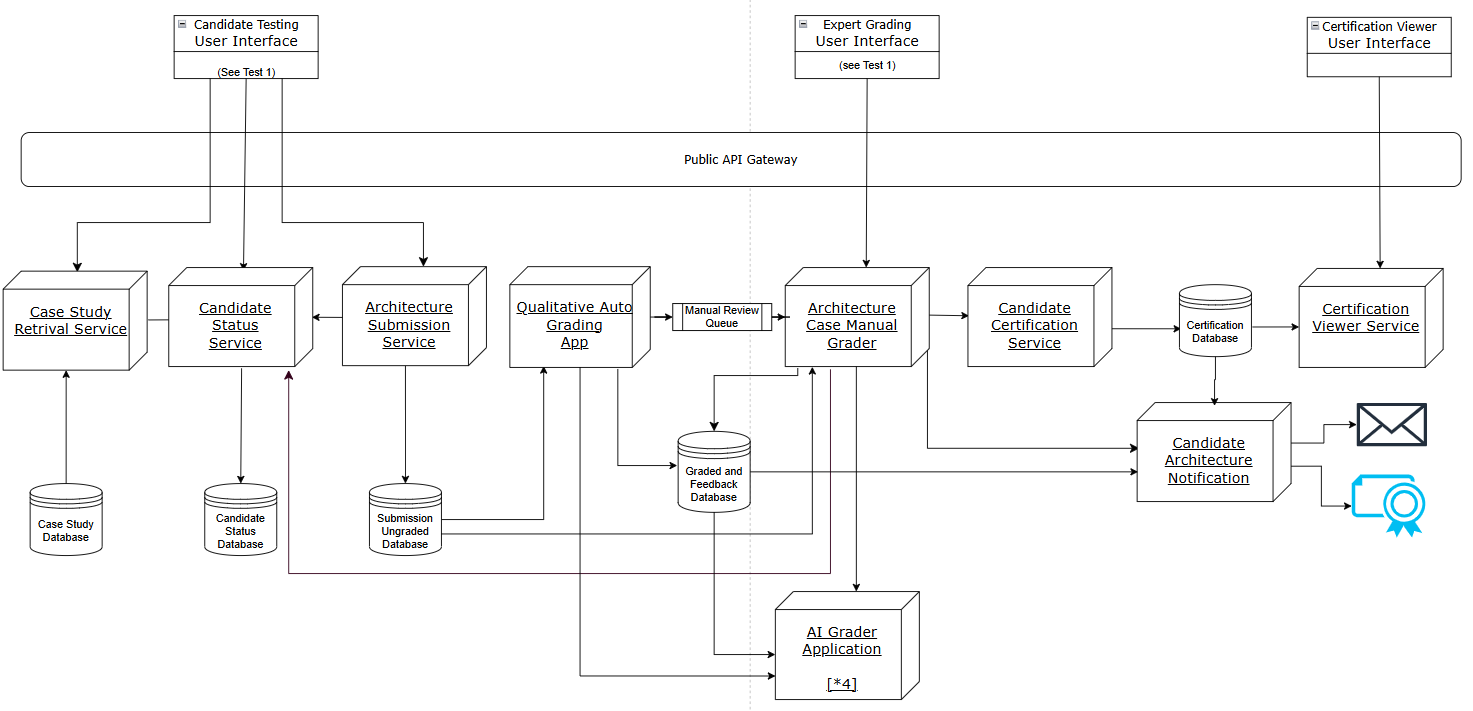 Candidate Testing
User Interface
(See Test 1)
Expert Grading
User Interface
(see Test 1)
Certification Viewer
User Interface
Public API Gateway
Case Study
Retrival Service
Candidate
Status
Service
Architecture
Submission
Service
Qualitative Auto
Grading
App
Manual Review
Queue
Architecture
Case Manual
Grader
Candidate
Certification
Service
Certification
Database
Certification
Viewer Service
Case Study
Database
Candidate
Status
Database
Submission
Ungraded
Database
Graded and
Feedback
Database
Candidate
Architecture
Notification
AI Grader
Application
[*4]